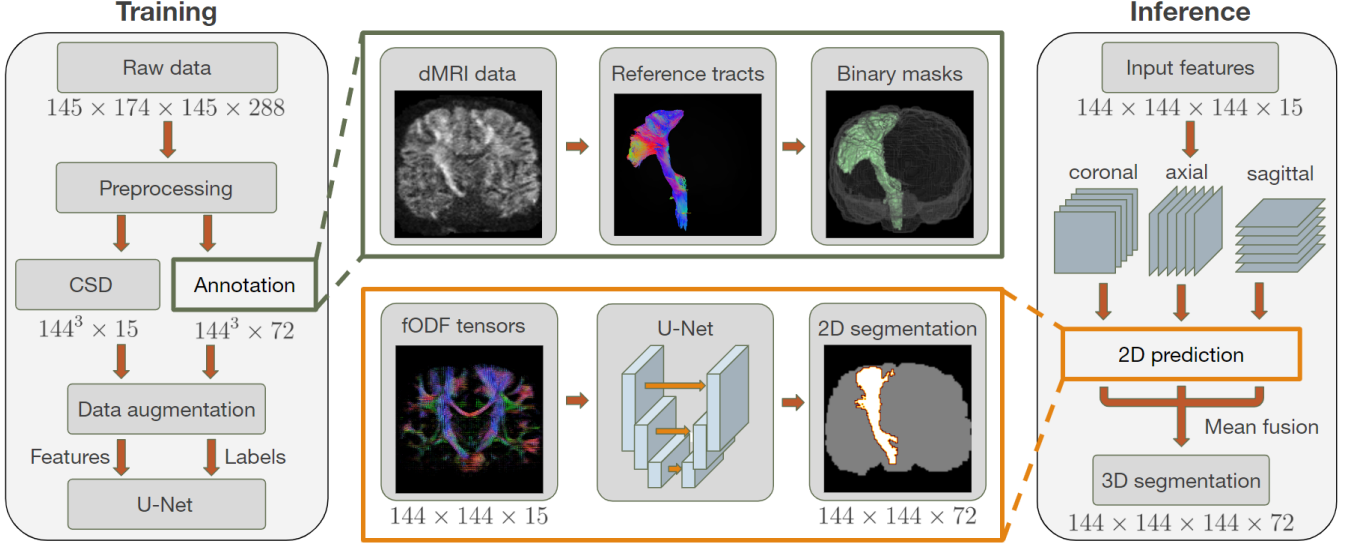 Training
Raw data
145 × 174 × 145 × 288
Preprocessing
CSD
Annotation
144³ × 15
144³ × 72
Data augmentation
Features
Labels
U-Net
dMRI data
Reference tracts
Binary masks
fODF tensors
U-Net
2D segmentation
144 × 144 × 15
144 × 144 × 72
Inference
Input features
144 × 144 × 144 × 15
coronal
axial
sagittal
2D prediction
Mean fusion
3D segmentation
144 × 144 × 144 × 72